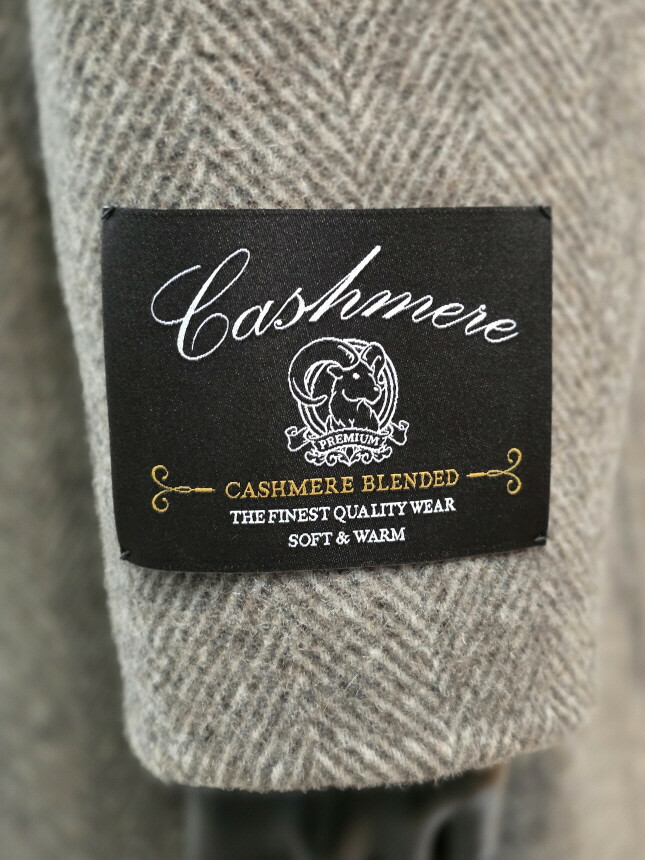 Cashmere
PREMIUM
CASHMERE BLENDED
THE FINEST QUALITY WEAR
SOFT & WARM